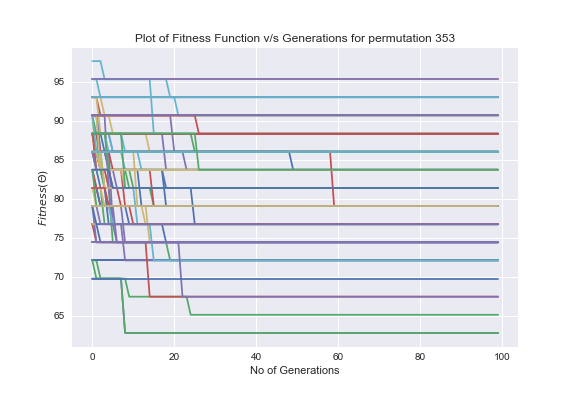 Plot of Fitness Function v/s Generations for permutation 353
Fitness(Θ)
95
90
85
80
75
70
65
0 20 40 60 80 100
No of Generations